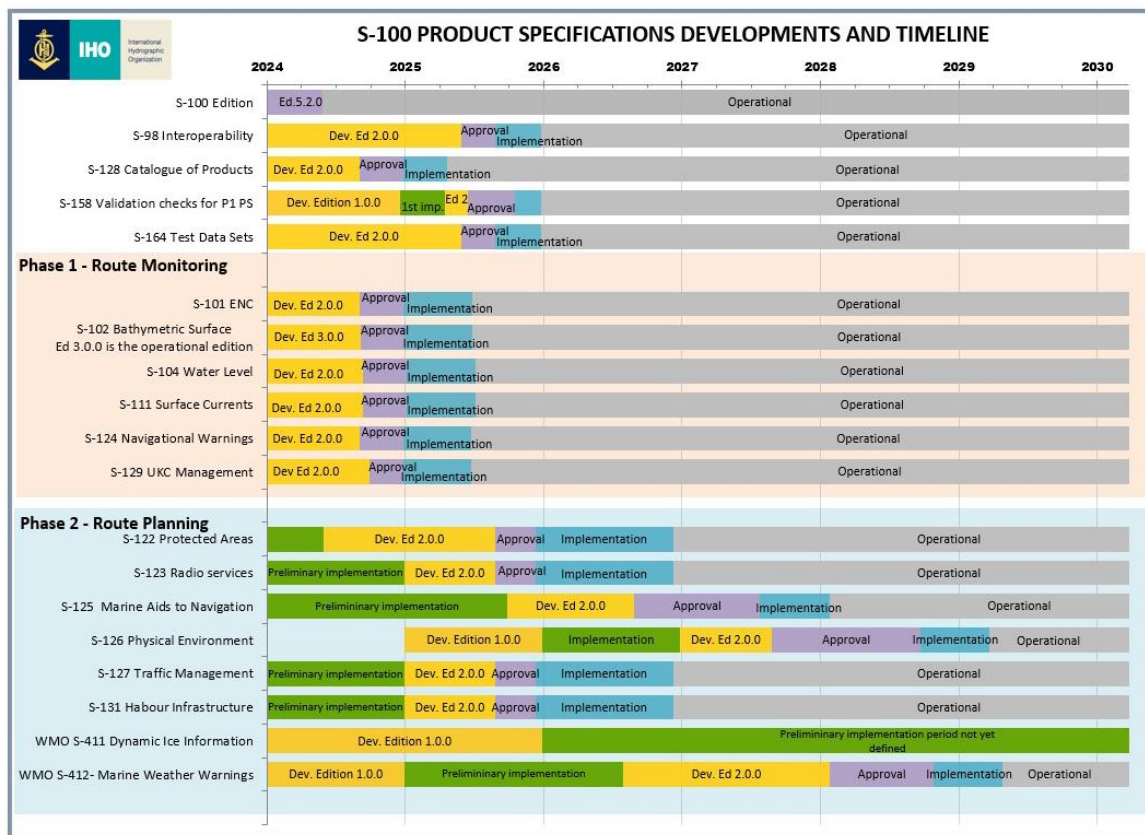 IHO
International
Hydrographic
Organization
S-100 PRODUCT SPECIFICATIONS DEVELOPMENTS AND TIMELINE
2024 2025 2026 2027 2028 2029 2030
S-100 Edition Ed.5.2.0 Operational
S-98 Interoperability Dev. Ed 2.0.0 Approval Implementation Operational
S-128 Catalogue of Products Dev. Ed 2.0.0 Approval Implementation Operational
S-158 Validation checks for P1 PS Dev. Edition 1.0.0 1st imp. Ed 2 Approval Operational
S-164 Test Data Sets Dev. Ed 2.0.0 Approval Implementation Operational
Phase 1 - Route Monitoring
S-101 ENC Dev. Ed 2.0.0 Approval Implementation Operational
S-102 Bathymetric Surface
Ed 3.0.0 is the operational edition Dev. Ed 3.0.0 Approval Implementation Operational
S-104 Water Level Dev. Ed 2.0.0 Approval Implementation Operational
S-111 Surface Currents Dev. Ed 2.0.0 Approval Implementation Operational
S-124 Navigational Warnings Dev. Ed 2.0.0 Approval Implementation Operational
S-129 UKC Management Dev Ed 2.0.0 Approval Implementation Operational
Phase 2 - Route Planning
S-122 Protected Areas Dev. Ed 2.0.0 Approval Implementation Operational
S-123 Radio services Preliminary implementation Dev. Ed 2.0.0 Approval Implementation Operational
S-125 Marine Aids to Navigation Prelimininary implementation Dev. Ed 2.0.0 Approval Implementation Operational
S-126 Physical Environment Dev. Edition 1.0.0 Implementation Dev. Ed 2.0.0 Approval Implementation Operational
S-127 Traffic Management Preliminary implementation Dev. Ed 2.0.0 Approval Implementation Operational
S-131 Habour Infrastructure Preliminary implementation Dev. Ed 2.0.0 Approval Implementation Operational
WMO S-411 Dynamic Ice Information Dev. Edition 1.0.0 Prelimininary implementation period not yet
defined
WMO S-412- Marine Weather Warnings Dev. Edition 1.0.0 Prelimininary implementation Dev. Ed 2.0.0 Approval Implementation Operational